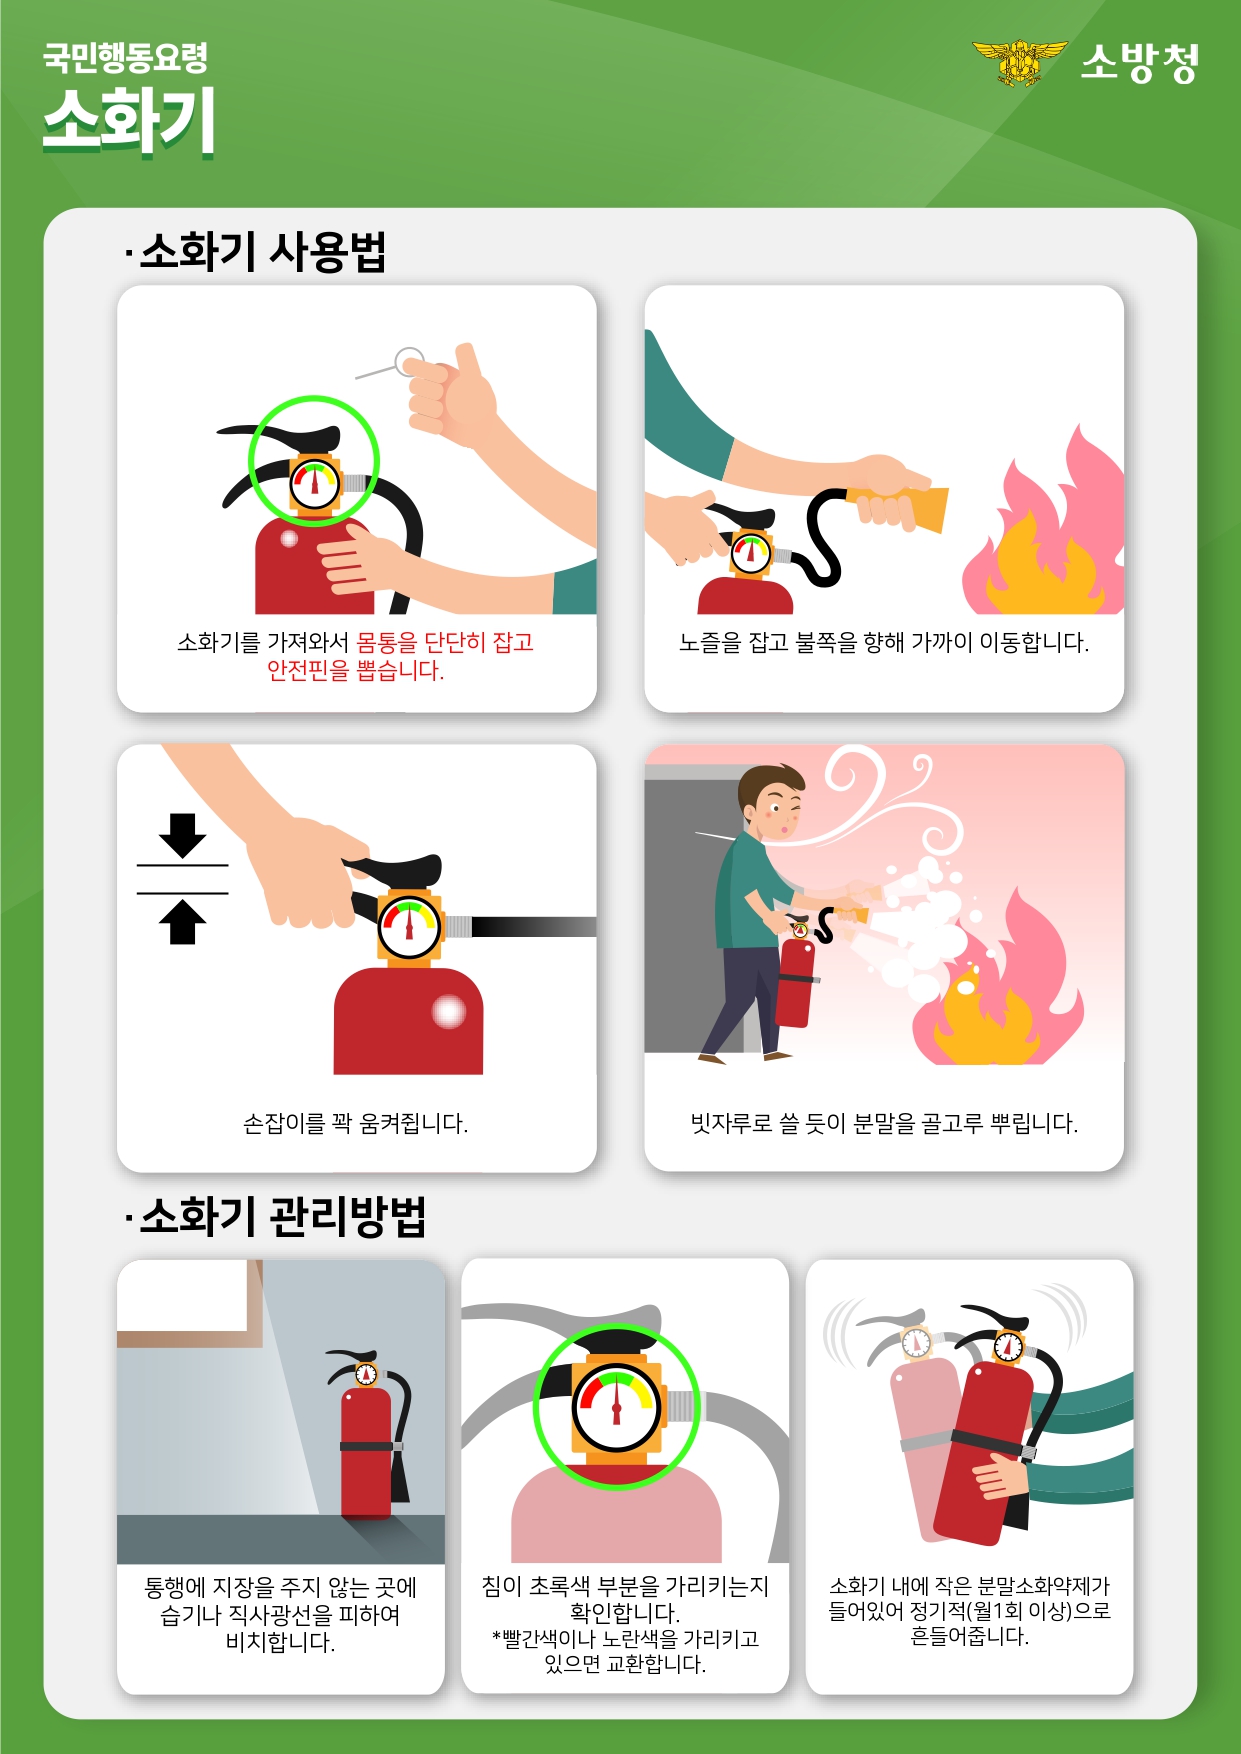 국민행동요령
소화기
소방청
·소화기 사용법
소화기를 가져와서 몸통을 단단히 잡고
안전핀을 뽑습니다.
노즐을 잡고 불쪽을 향해 가까이 이동합니다.
손잡이를 꽉 움켜쥡니다.
빗자루로 쓸 듯이 분말을 골고루 뿌립니다.
·소화기 관리방법
통행에 지장을 주지 않는 곳에
습기나 직사광선을 피하여
비치합니다.
침이 초록색 부분을 가리키는지
확인합니다.
*빨간색이나 노란색을 가리키고
있으면 교환합니다.
소화기 내에 작은 분말소화약제가
들어있어 정기적(월1회 이상)으로
흔들어줍니다.